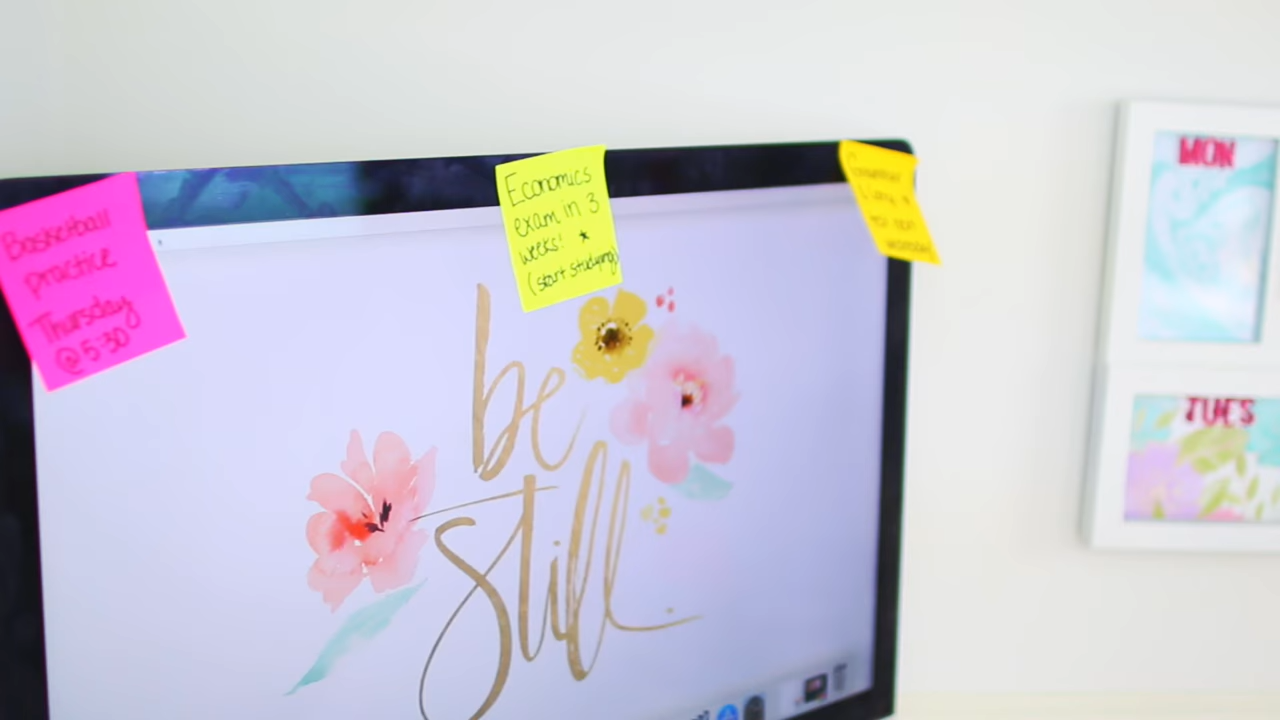 Basketball
practice
Thursday
@ 5:30
Economics
exam in 3
weeks! *
(start studying)
be
still.
MON
TUES